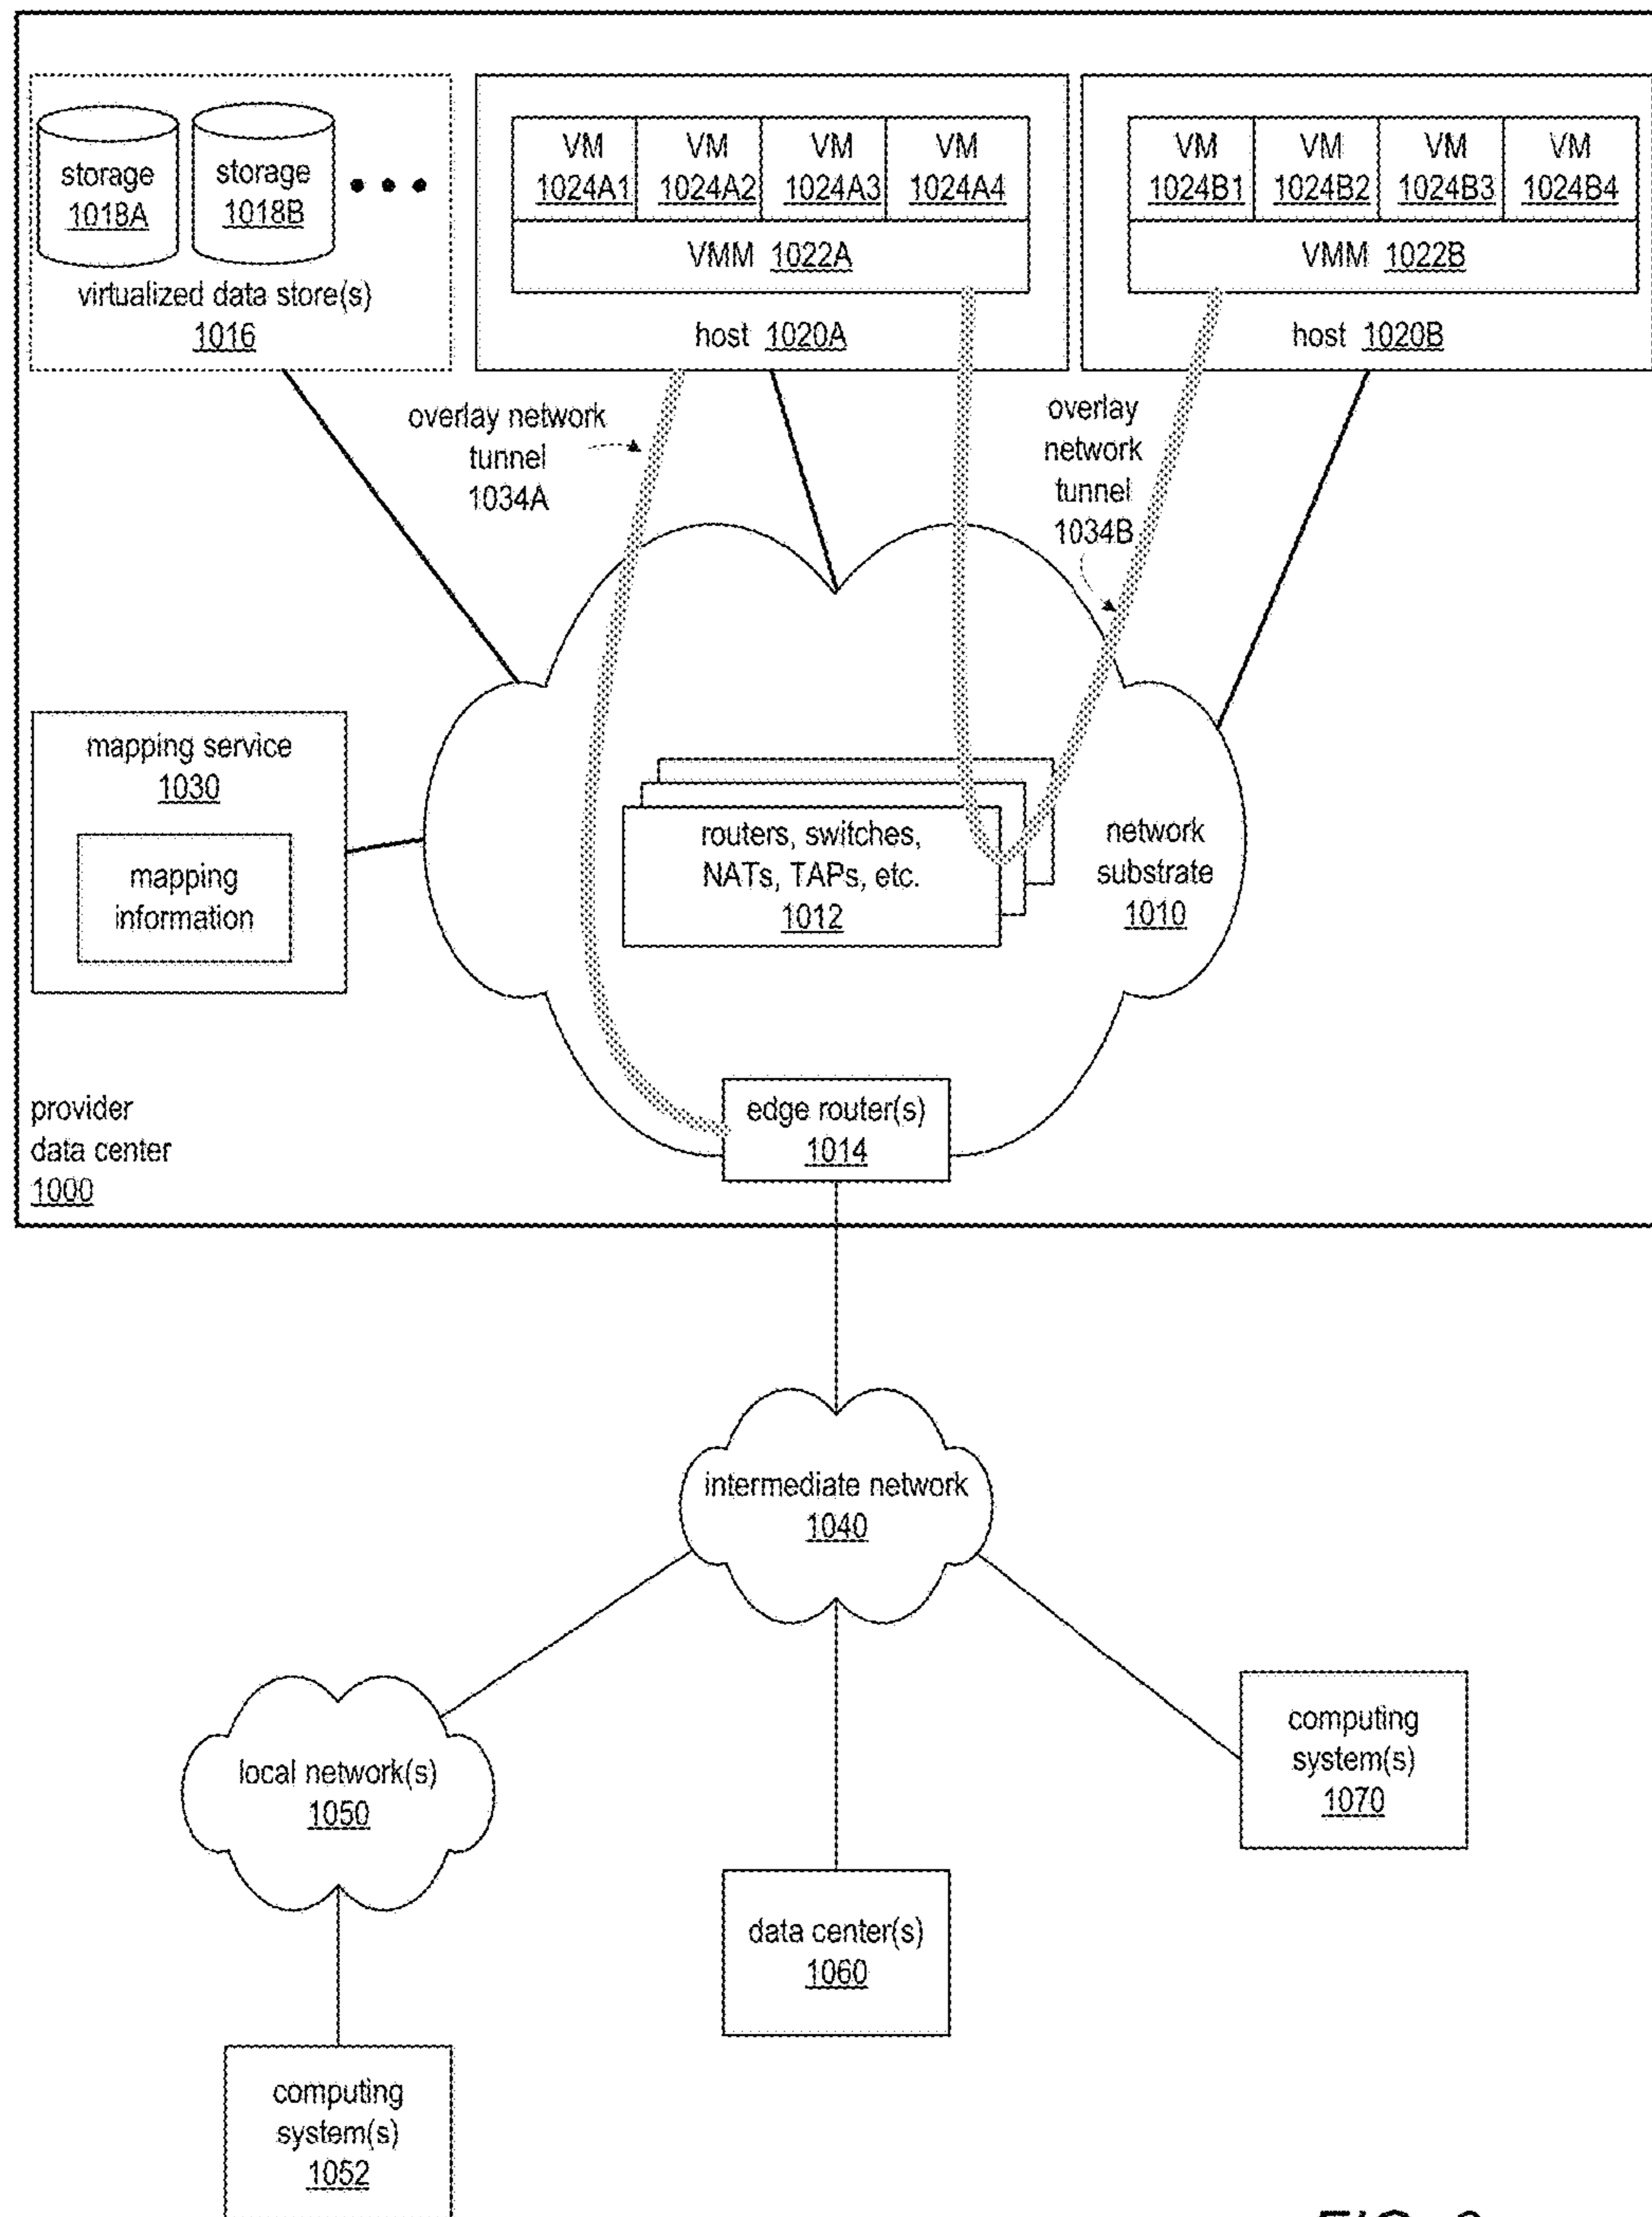 storage
1018A
storage
1018B
virtualized data store(s)
1016
VM
1024A1
VM
1024A2
VM
1024A3
VM
1024A4
VMM 1022A
host 1020A
VM
1024B1
VM
1024B2
VM
1024B3
VM
1024B4
VMM 1022B
host 1020B
overlay network
tunnel
1034A
overlay
network
tunnel
1034B
mapping service
1030
mapping
information
routers, switches,
NATs, TAPs, etc.
1012
network
substrate
1010
provider
data center
1000
edge router(s)
1014
intermediate network
1040
local network(s)
1050
computing
system(s)
1070
data center(s)
1060
computing
system(s)
1052